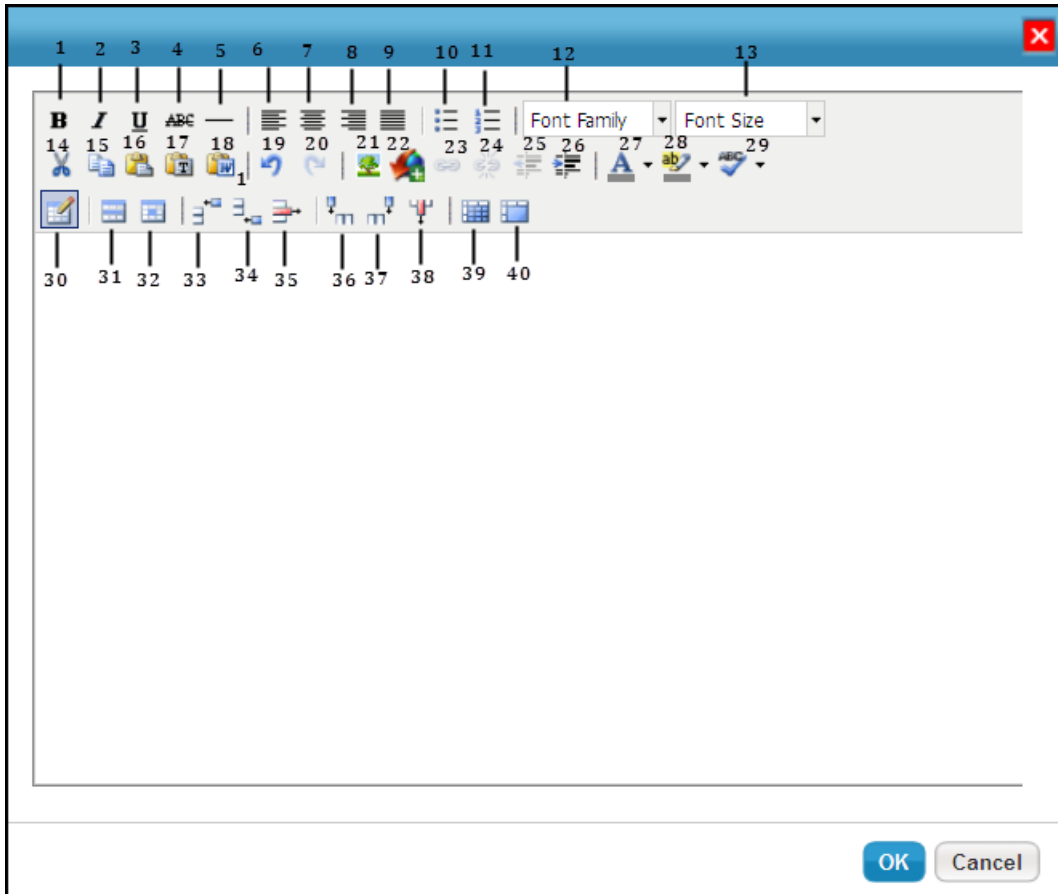 1 2 3 4 5 6 7 8 9 10 11 12 13
B I U ABC Font Family Font Size
14 15 16 17 18 19 20 21 22 23 24 25 26 27 28 29
1
A ab ABC
30 31 32 33 34 35 36 37 38 39 40
OK Cancel